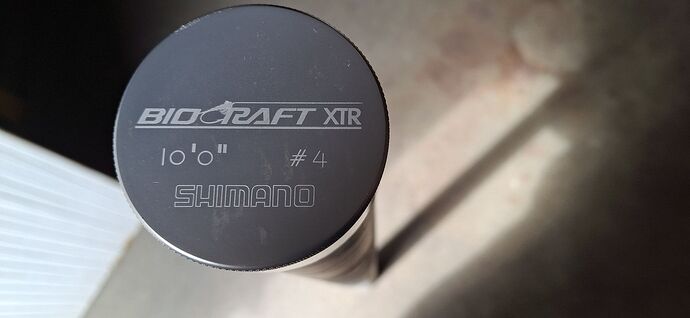 BIOCRAFT XTR
10'0" #4
SHIMANO